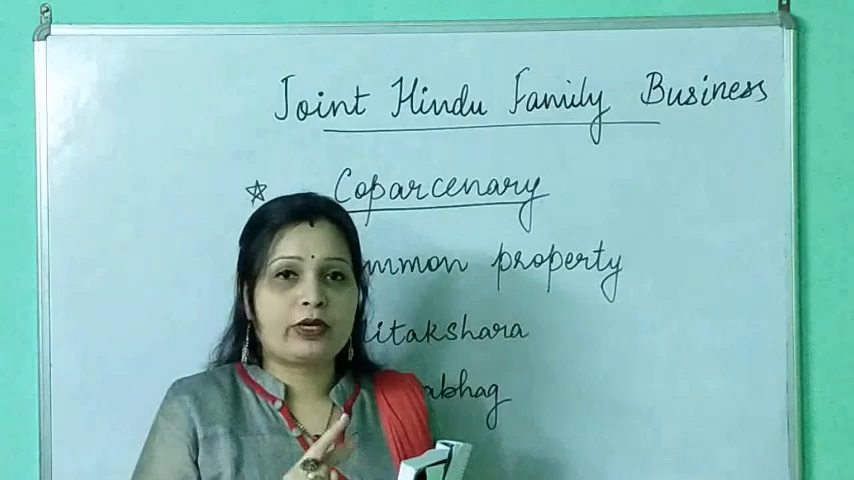 Joint Hindu Family Business
☆ Coparcenary
mmon property
itakshara
abhag